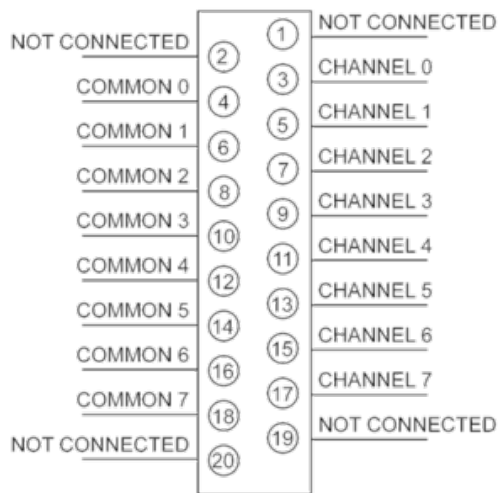 1 NOT CONNECTED
NOT CONNECTED 2
3 CHANNEL 0
COMMON 0 4
5 CHANNEL 1
COMMON 1 6
7 CHANNEL 2
COMMON 2 8
9 CHANNEL 3
COMMON 3 10
11 CHANNEL 4
COMMON 4 12
13 CHANNEL 5
COMMON 5 14
15 CHANNEL 6
COMMON 6 16
17 CHANNEL 7
COMMON 7 18
19 NOT CONNECTED
NOT CONNECTED 20